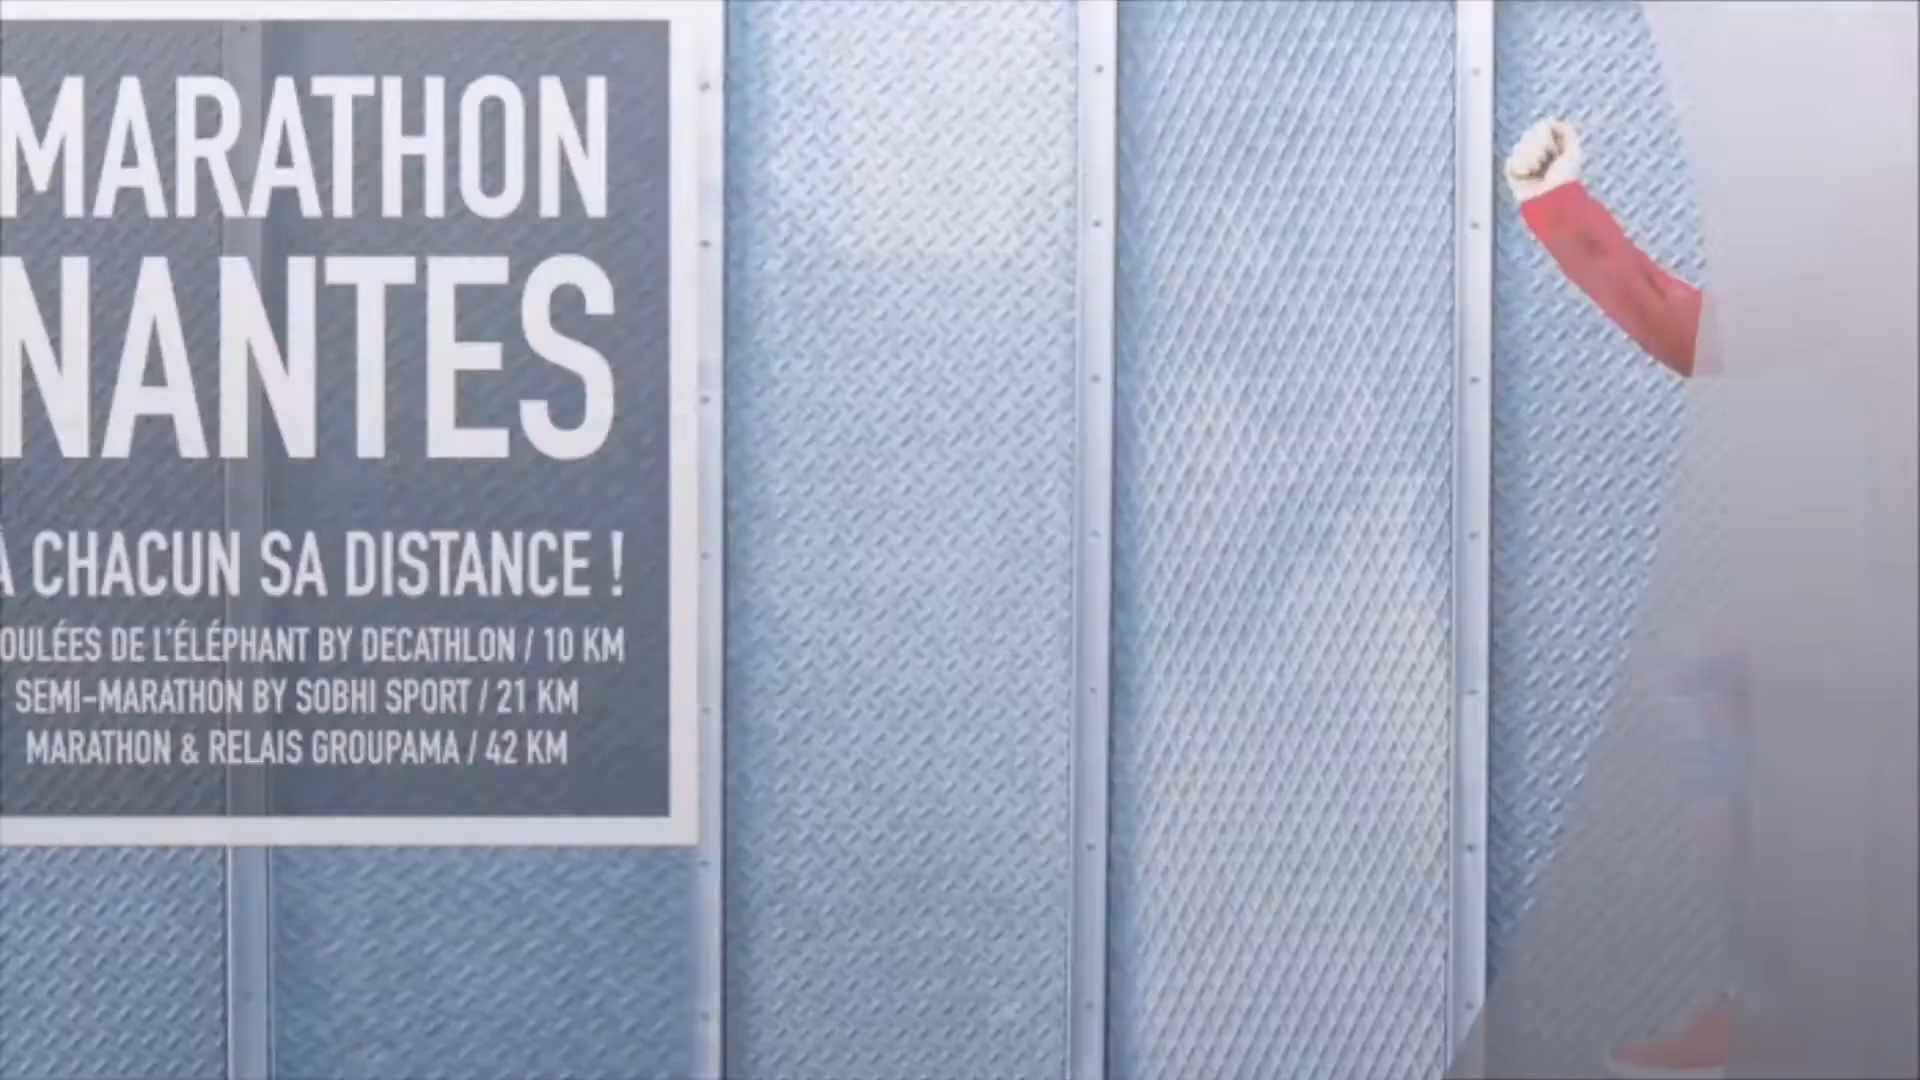 MARATHON
NANTES
À CHACUN SA DISTANCE !
OULÉES DE L'ÉLÉPHANT BY DECATHLON / 10 KM
SEMI-MARATHON BY SOBHI SPORT / 21 KM
MARATHON & RELAIS GROUPAMA / 42 KM